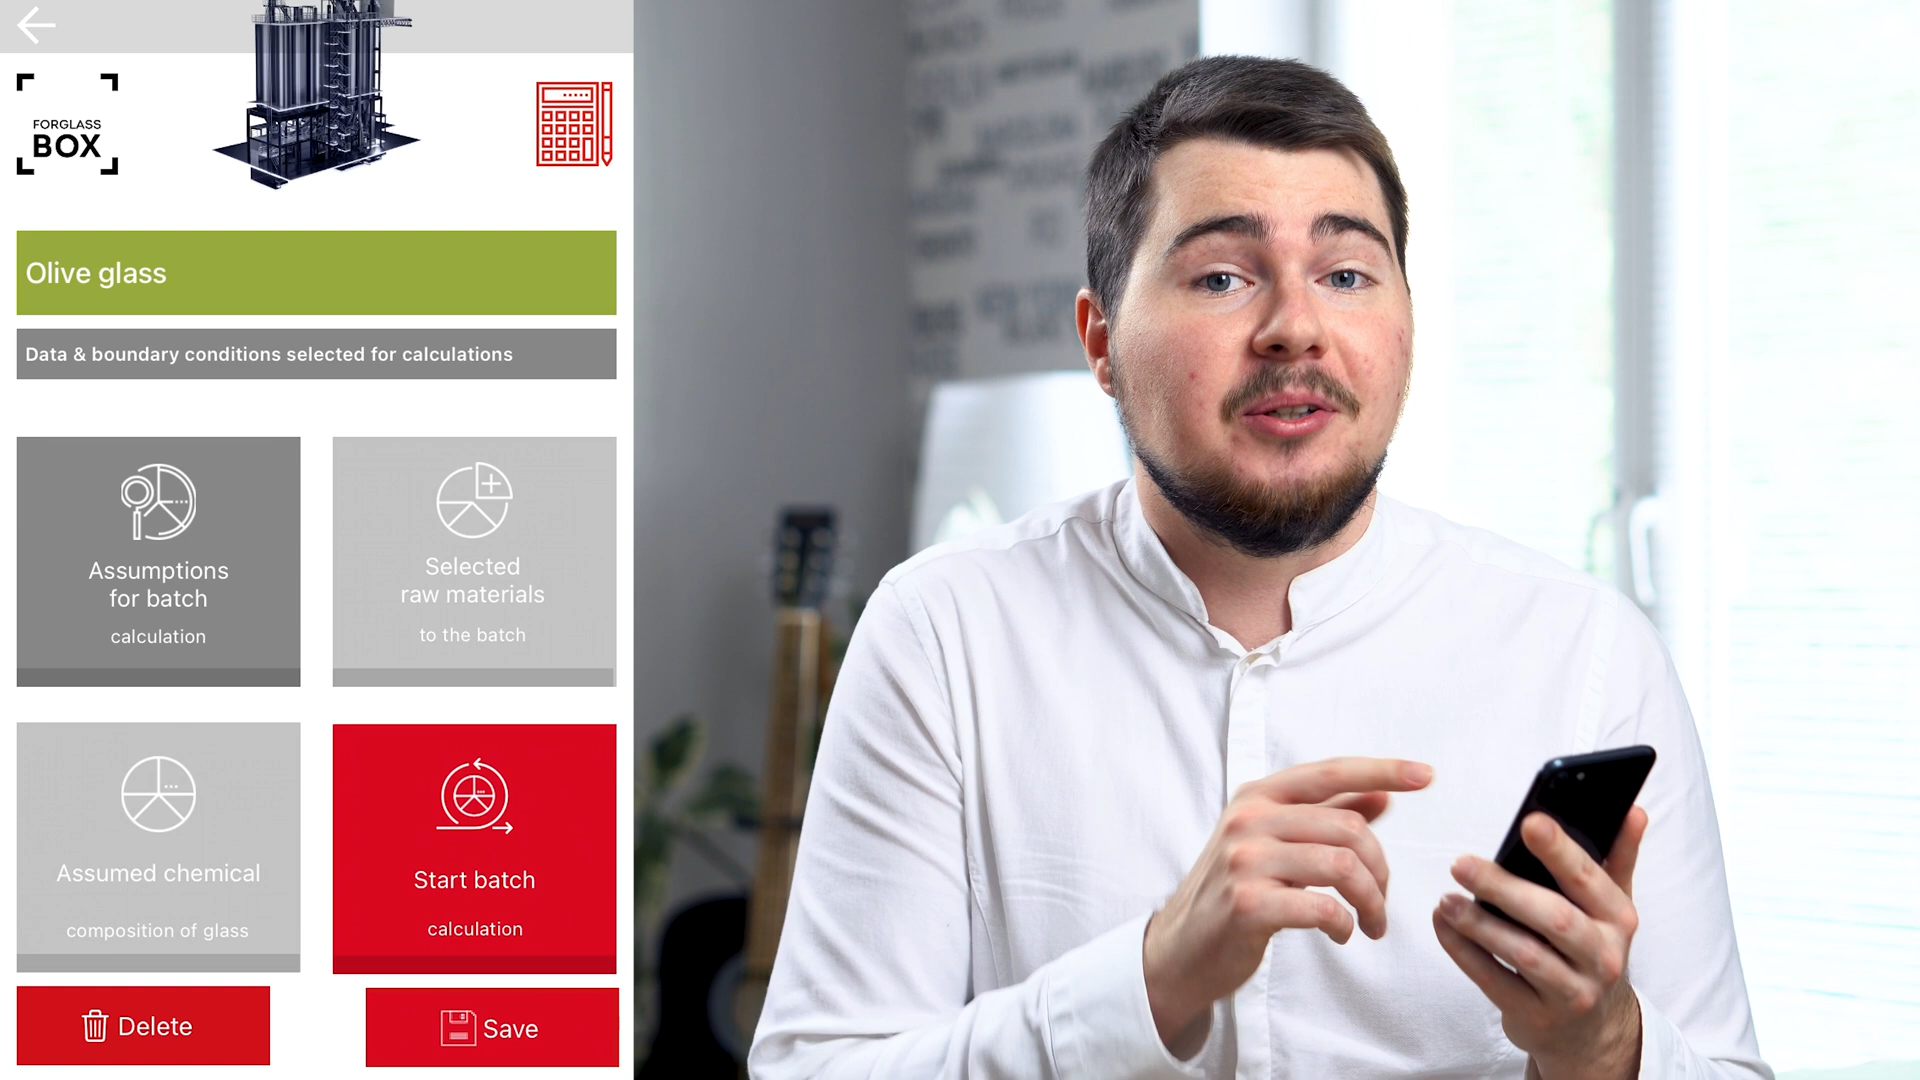 FORGLASS
BOX
Olive glass
Data & boundary conditions selected for calculations
Assumptions
for batch
calculation
Selected
raw materials
to the batch
Assumed chemical
composition of glass
Start batch
calculation
Delete
Save